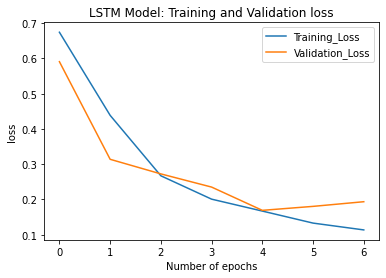 LSTM Model: Training and Validation loss
Training_Loss
Validation_Loss
loss
0.7
0.6
0.5
0.4
0.3
0.2
0.1
0 1 2 3 4 5 6
Number of epochs